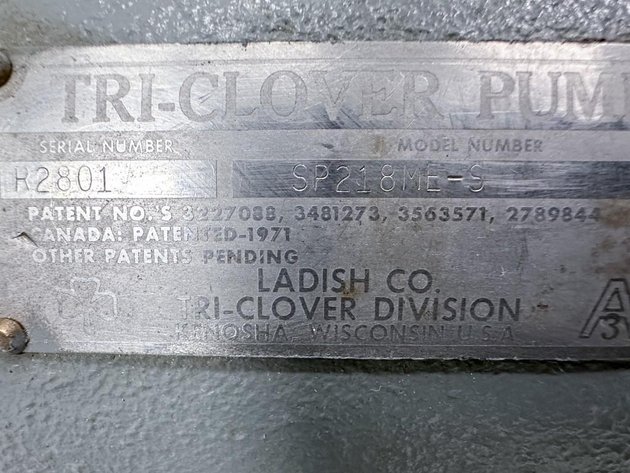 TRI-CLOVER PUM
SERIAL NUMBER MODEL NUMBER
SP218ME-S
PATENT NO.'S 3227088, 3481273, 3563571, 2789844
CANADA: PATENTED-1971
OTHER PATENTS PENDING
LADISH CO.
TRI-CLOVER DIVISION
KENOSHA, WISCONSIN U.S.A